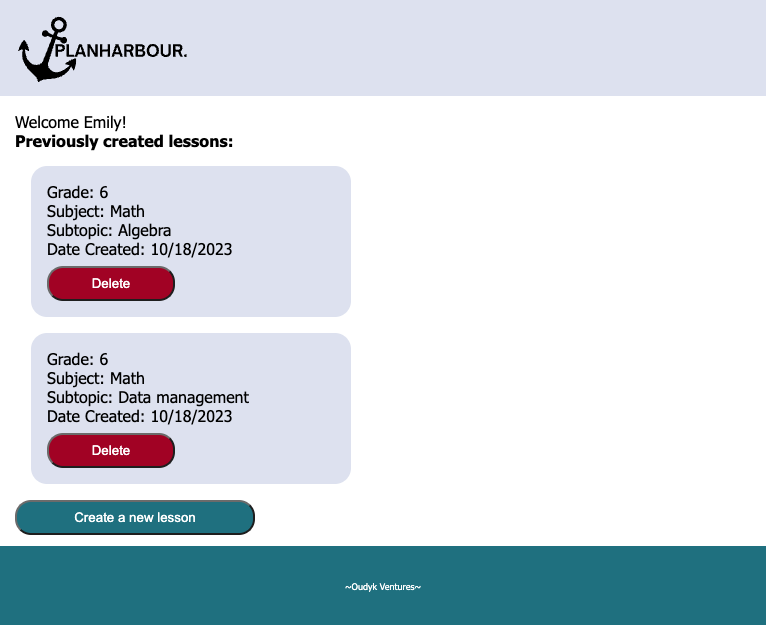 PLANHARBOUR.
Welcome Emily!
Previously created lessons:
Grade: 6
Subject: Math
Subtopic: Algebra
Date Created: 10/18/2023
Delete
Grade: 6
Subject: Math
Subtopic: Data management
Date Created: 10/18/2023
Delete
Create a new lesson
~Oudyk Ventures~